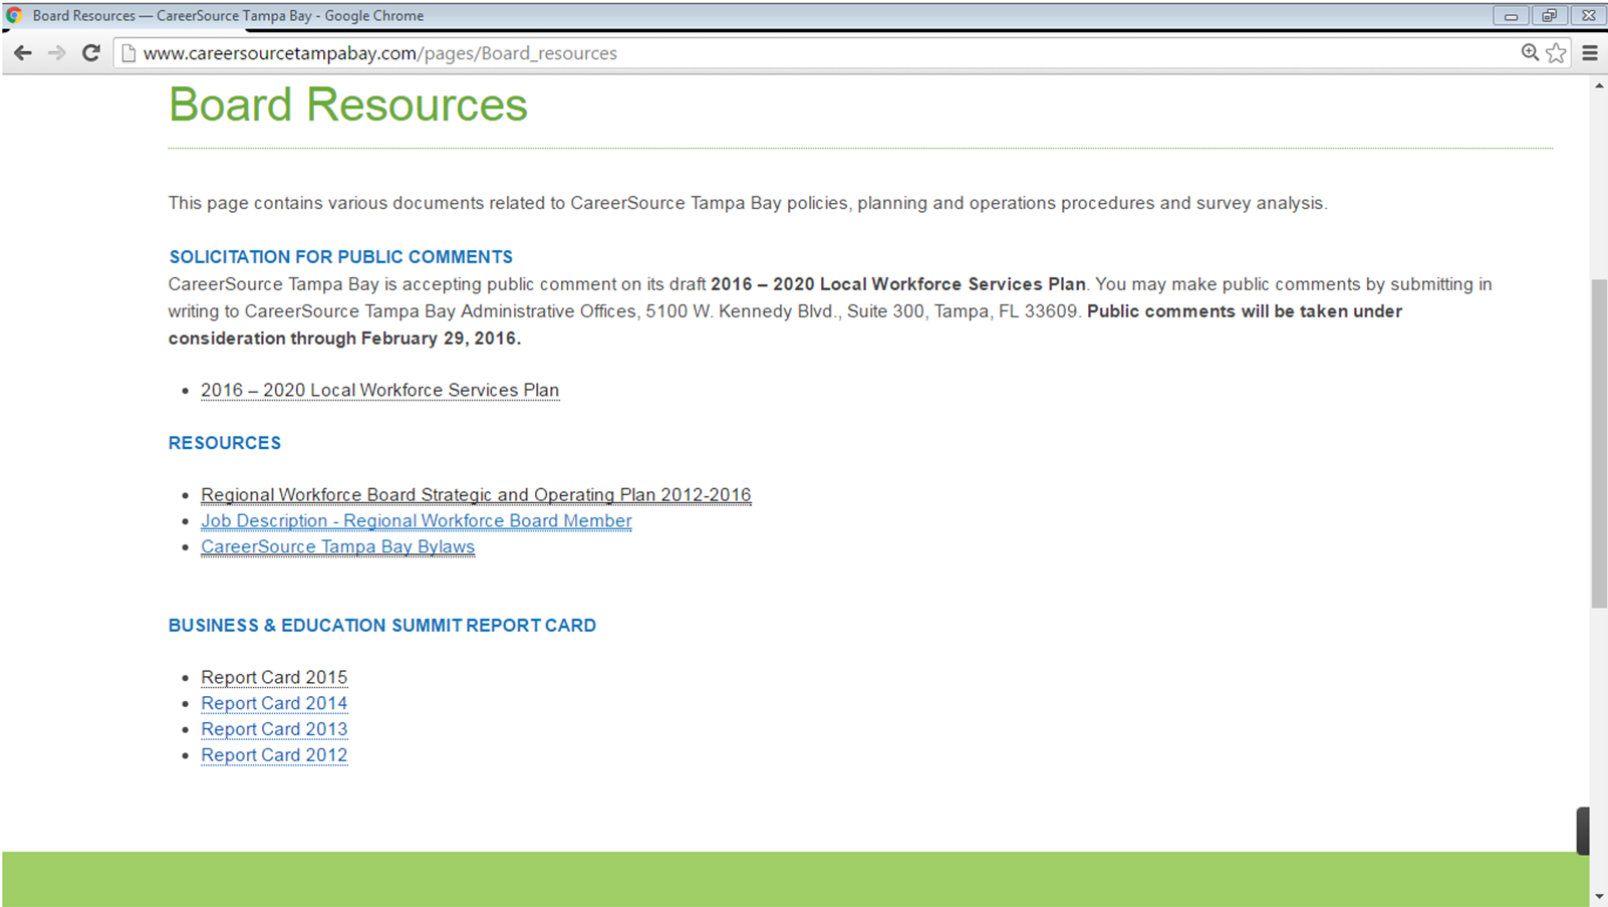 Board Resources — CareerSource Tampa Bay - Google Chrome
www.careersourcetampabay.com/pages/Board_resources
Board Resources
This page contains various documents related to CareerSource Tampa Bay policies, planning and operations procedures and survey analysis.
SOLICITATION FOR PUBLIC COMMENTS
CareerSource Tampa Bay is accepting public comment on its draft 2016 – 2020 Local Workforce Services Plan. You may make public comments by submitting in
writing to CareerSource Tampa Bay Administrative Offices, 5100 W. Kennedy Blvd., Suite 300, Tampa, FL 33609. Public comments will be taken under
consideration through February 29, 2016.
• 2016 – 2020 Local Workforce Services Plan
RESOURCES
• Regional Workforce Board Strategic and Operating Plan 2012-2016
• Job Description - Regional Workforce Board Member
• CareerSource Tampa Bay Bylaws
BUSINESS & EDUCATION SUMMIT REPORT CARD
• Report Card 2015
• Report Card 2014
• Report Card 2013
• Report Card 2012